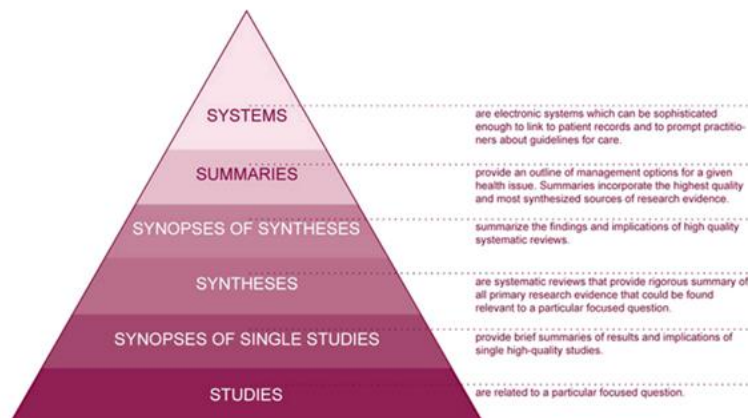 SYSTEMS
are electronic systems which can be sophisticated
enough to link to patient records and to prompt practitio-
ners about guidelines for care.
SUMMARIES
provide an outline of management options for a given
health issue. Summaries incorporate the highest quality
and most synthesized sources of research evidence.
SYNOPSES OF SYNTHESES
summarize the findings and implications of high quality
systematic reviews.
SYNTHESES
are systematic reviews that provide rigorous summary of
all primary research evidence that could be found
relevant to a particular focused question.
SYNOPSES OF SINGLE STUDIES
provide brief summaries of results and implications of
single high-quality studies.
STUDIES
are related to a particular focused question.